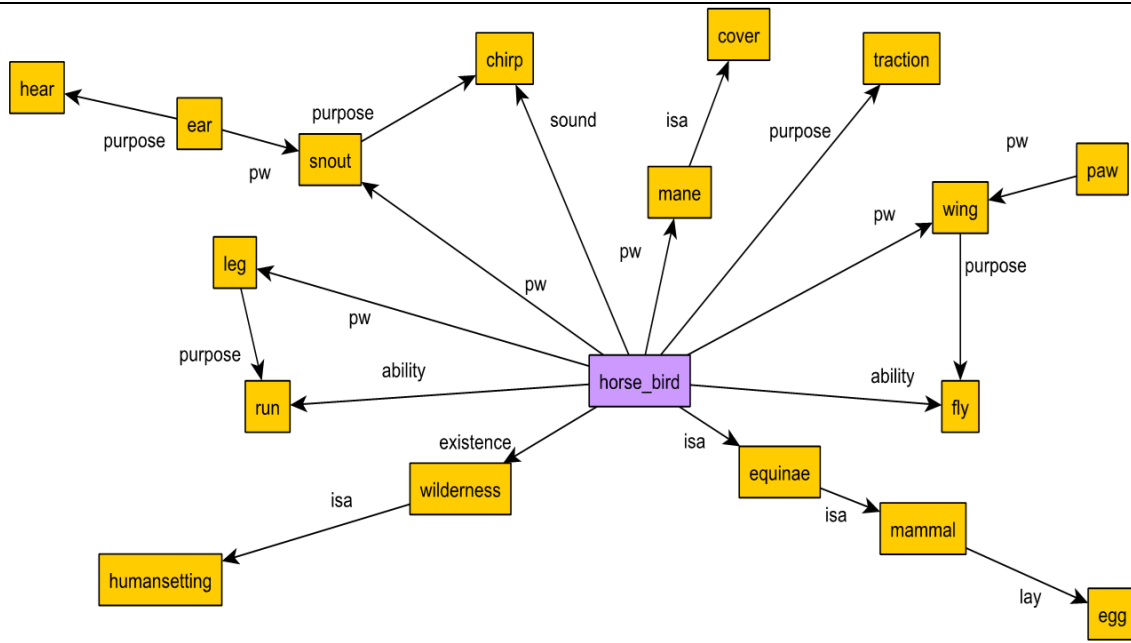 cover
chirp
traction
hear
purpose
ear
purpose
sound
isa
purpose
pw
snout
pw
paw
mane
wing
pw
pw
leg
pw
pw
purpose
purpose
ability
horse_bird
ability
run
fly
existence
isa
equinae
wilderness
isa
isa
mammal
humansetting
lay
egg